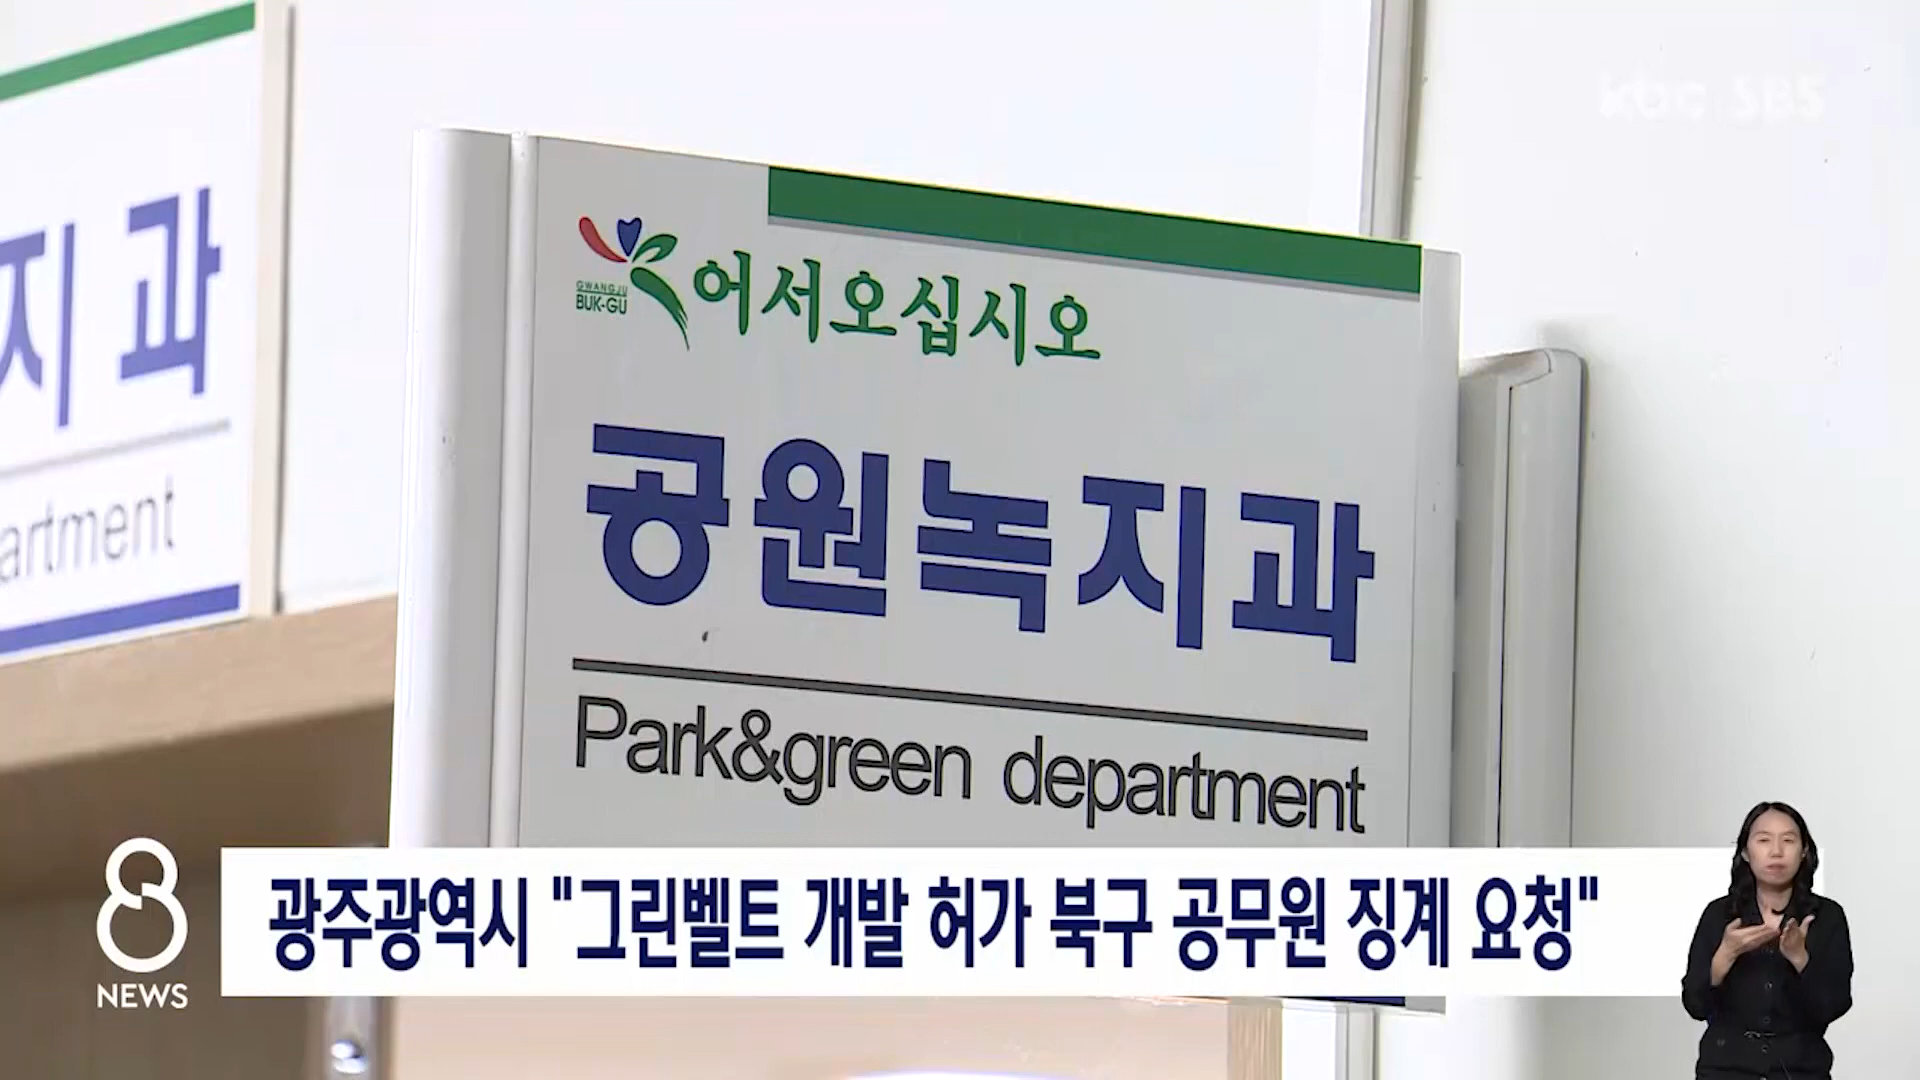 kbc SBS
GWANGJU
BUK-GU
어서오십시오
공원녹지과
Park&green department
지과
artment
8
NEWS
광주광역시 "그린벨트 개발 허가 북구 공무원 징계 요청"